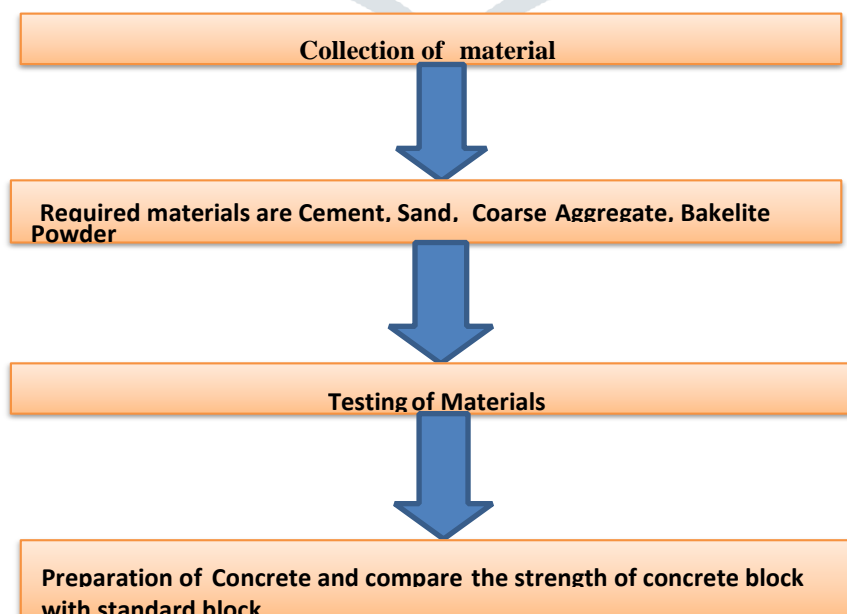 Collection of material
Required materials are Cement, Sand, Coarse Aggregate, Bakelite
Powder
Testing of Materials
Preparation of Concrete and compare the strength of concrete block
with standard block